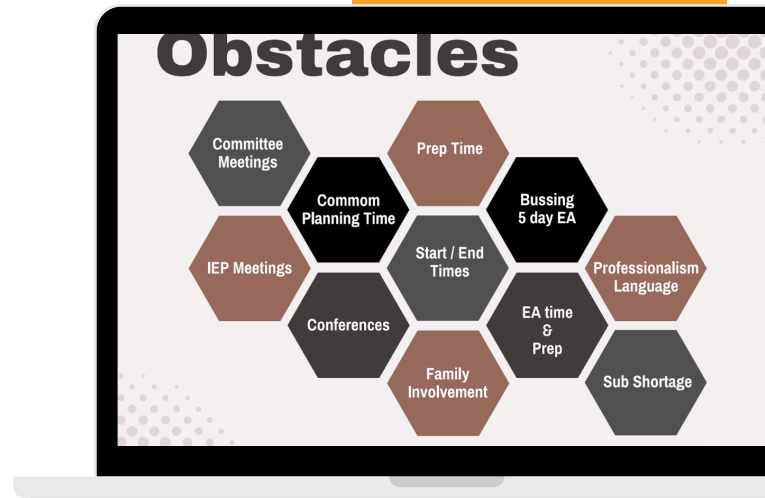 Obstacles
Committee
Meetings
Prep Time
Commom
Planning Time
Bussing
5 day EA
IEP Meetings
Start / End
Times
Professionalism
Language
Conferences
EA time
&
Prep
Family
Involvement
Sub Shortage